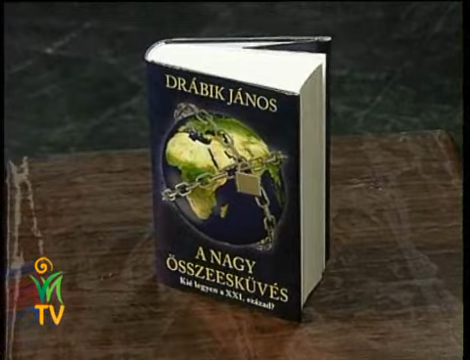 DRÁBIK JÁNOS
A NAGY
ÖSSZEESKÜVÉS
Kié legyen a XXI. század?
TV